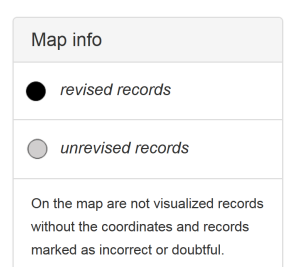 Map info
revised records
unrevised records
On the map are not visualized records
without the coordinates and records
marked as incorrect or doubtful.